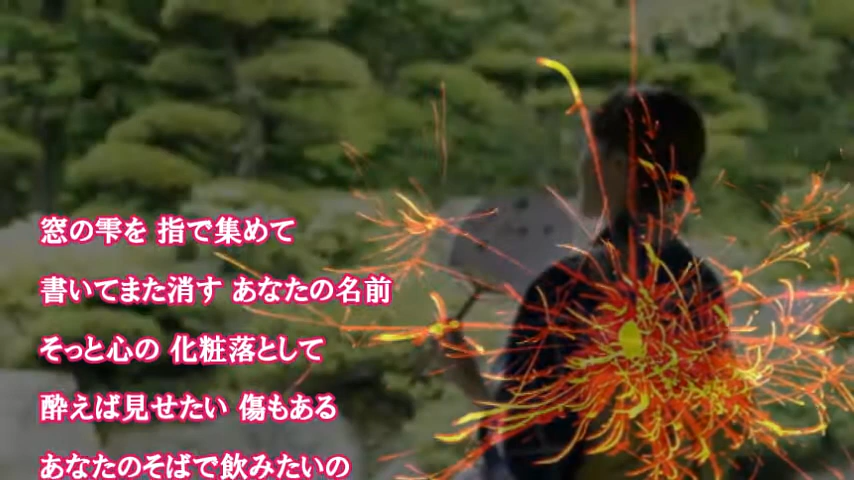 窓の雫を 指で集めて
書いてまた消す あなたの名前
そっと心の 化粧落として
酔えば見せたい 傷もある
あなたのそばで飲みたいの